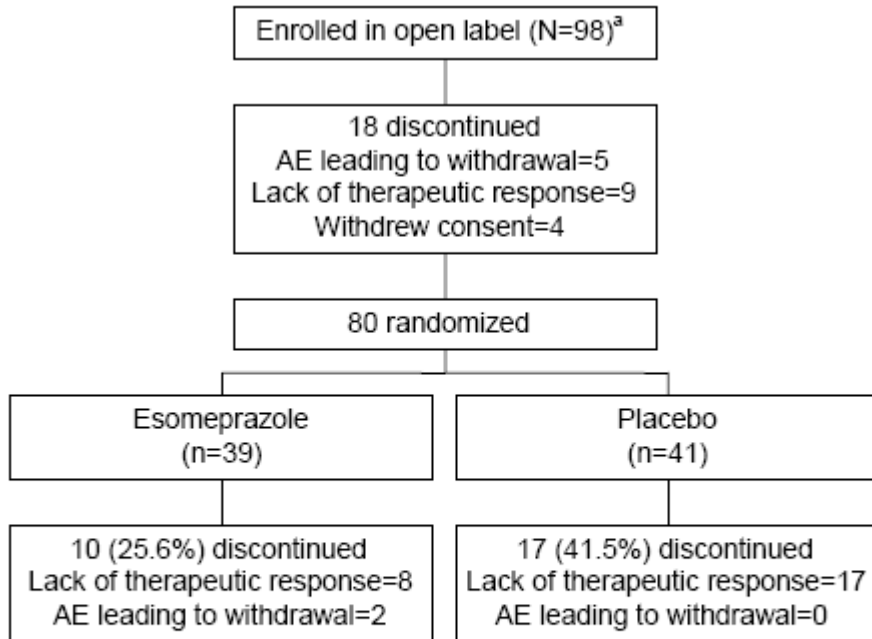 Enrolled in open label (N=98)ª
18 discontinued
AE leading to withdrawal=5
Lack of therapeutic response=9
Withdrew consent=4
80 randomized
Esomeprazole
(n=39)
Placebo
(n=41)
10 (25.6%) discontinued
Lack of therapeutic response=8
AE leading to withdrawal=2
17 (41.5%) discontinued
Lack of therapeutic response=17
AE leading to withdrawal=0